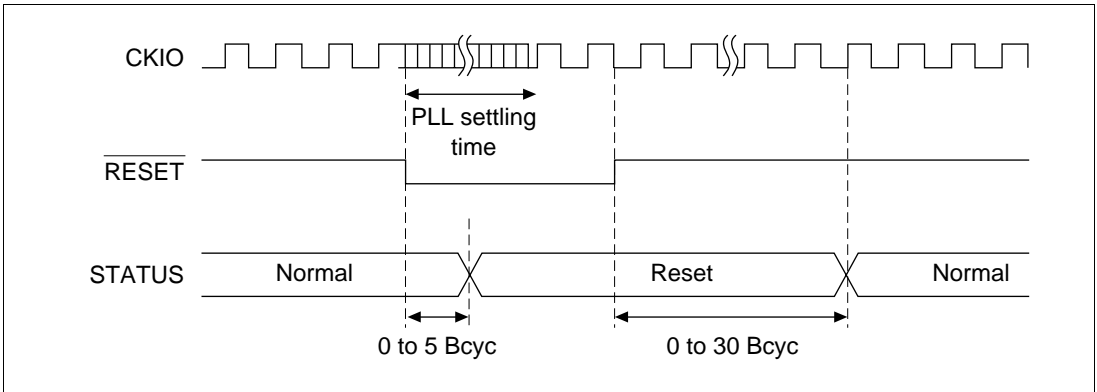 CKIO
PLL settling
time
RESET
STATUS
Normal
Reset
Normal
0 to 5 Bcyc
0 to 30 Bcyc